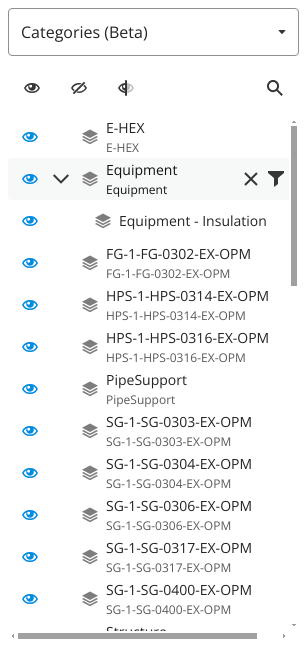 Categories (Beta)
E-HEX
E-HEX
Equipment
Equipment
Equipment - Insulation
FG-1-FG-0302-EX-OPM
FG-1-FG-0302-EX-OPM
HPS-1-HPS-0314-EX-OPM
HPS-1-HPS-0314-EX-OPM
HPS-1-HPS-0316-EX-OPM
HPS-1-HPS-0316-EX-OPM
PipeSupport
PipeSupport
SG-1-SG-0303-EX-OPM
SG-1-SG-0303-EX-OPM
SG-1-SG-0304-EX-OPM
SG-1-SG-0304-EX-OPM
SG-1-SG-0306-EX-OPM
SG-1-SG-0306-EX-OPM
SG-1-SG-0317-EX-OPM
SG-1-SG-0317-EX-OPM
SG-1-SG-0400-EX-OPM
SG-1-SG-0400-EX-OPM